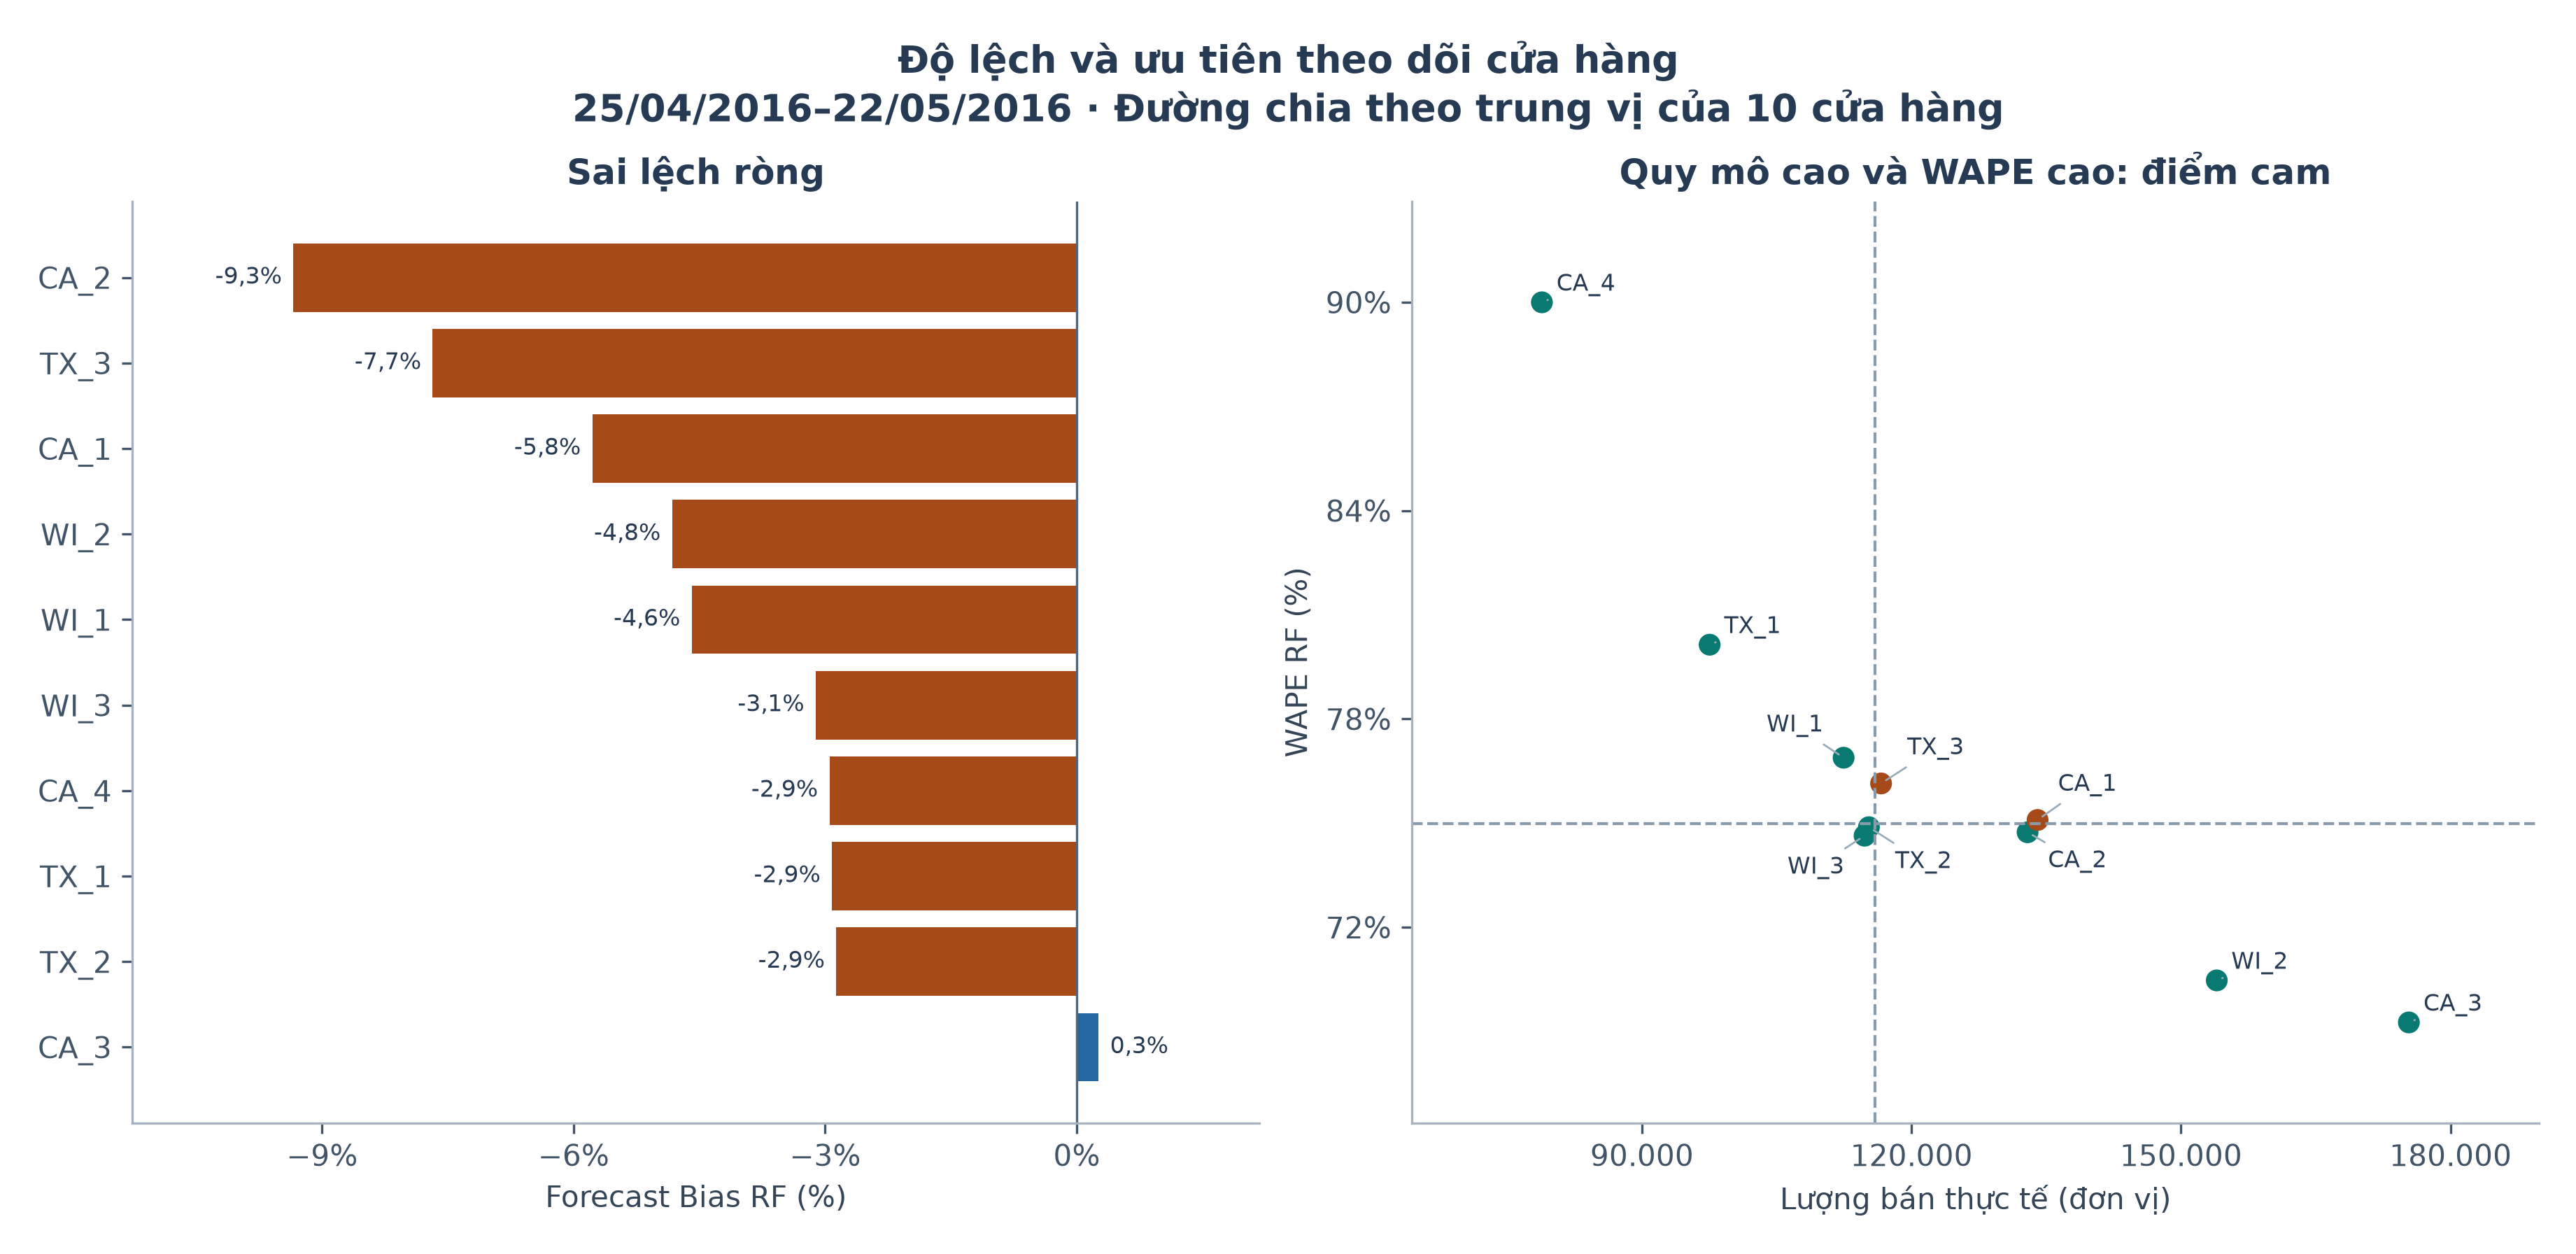 Độ lệch và ưu tiên theo dõi cửa hàng
25/04/2016–22/05/2016 · Đường chia theo trung vị của 10 cửa hàng
Sai lệch ròng
CA_2
-9,3%
TX_3
-7,7%
CA_1
-5,8%
WI_2
-4,8%
WI_1
-4,6%
WI_3
-3,1%
CA_4
-2,9%
TX_1
-2,9%
TX_2
-2,9%
CA_3
0,3%
−9%
−6%
−3%
0%
Forecast Bias RF (%)
Quy mô cao và WAPE cao: điểm cam
WAPE RF (%)
90%
84%
78%
72%
CA_4
TX_1
WI_1
TX_3
CA_1
WI_3
TX_2
CA_2
WI_2
CA_3
90.000
120.000
150.000
180.000
Lượng bán thực tế (đơn vị)